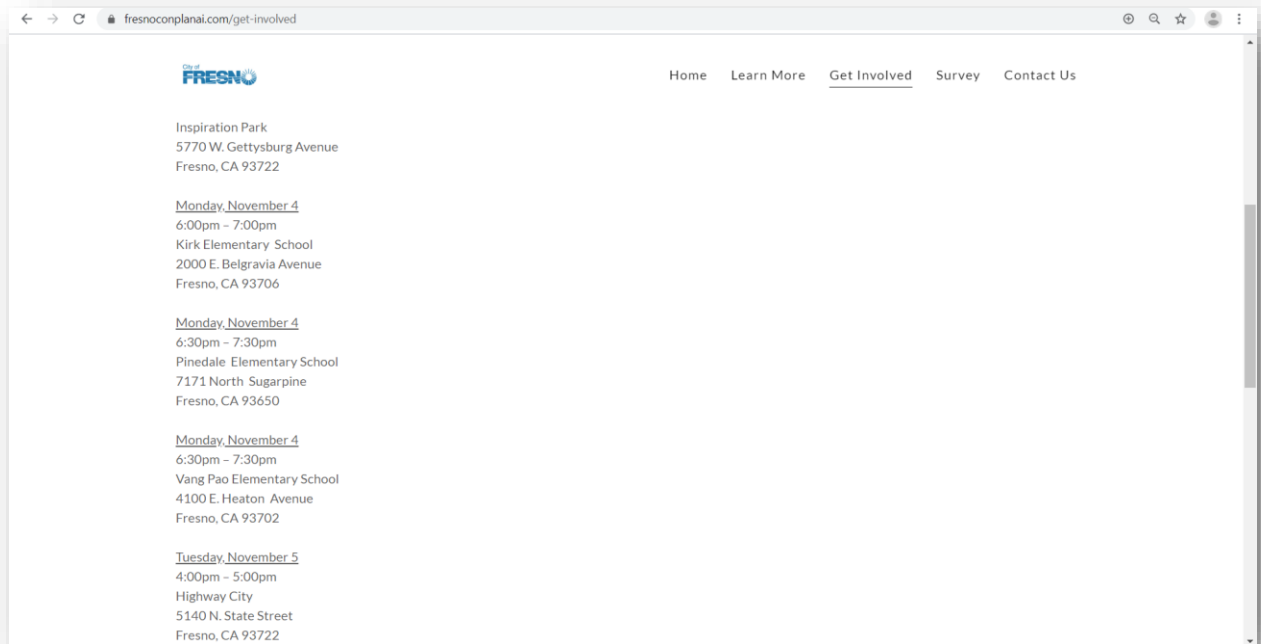 fresnoconplanai.com/get-involved
City of
FRESNO
Home Learn More Get Involved Survey Contact Us
Inspiration Park
5770 W. Gettysburg Avenue
Fresno, CA 93722
Monday, November 4
6:00pm – 7:00pm
Kirk Elementary School
2000 E. Belgravia Avenue
Fresno, CA 93706
Monday, November 4
6:30pm – 7:30pm
Pinedale Elementary School
7171 North Sugarpine
Fresno, CA 93650
Monday, November 4
6:30pm – 7:30pm
Vang Pao Elementary School
4100 E. Heaton Avenue
Fresno, CA 93702
Tuesday, November 5
4:00pm – 5:00pm
Highway City
5140 N. State Street
Fresno, CA 93722